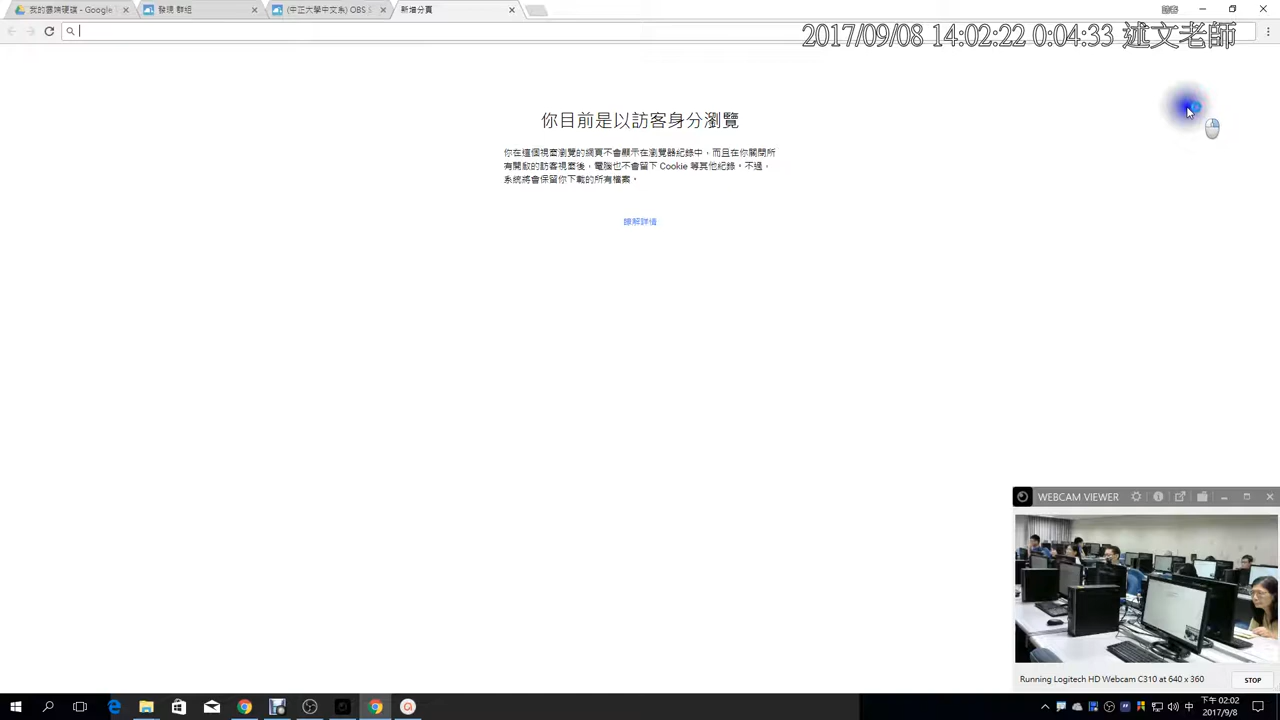 我的雲端硬碟 - Google
發現 群組
(中正大學中文系) OBS S
新增分頁
訪客
2017/09/08 14:02:22 0:04:33 述文老師
你目前是以訪客身分瀏覽
你在這個視窗瀏覽的網頁不會顯示在瀏覽器紀錄中，而且在你關閉所
有開啟的訪客視窗後，電腦也不會留下 Cookie 等其他紀錄。不過，
系統將會保留你下載的所有檔案。
瞭解詳情
WEBCAM VIEWER
Running Logitech HD Webcam C310 at 640 x 360
STOP
中
下午 02:02
2017/9/8